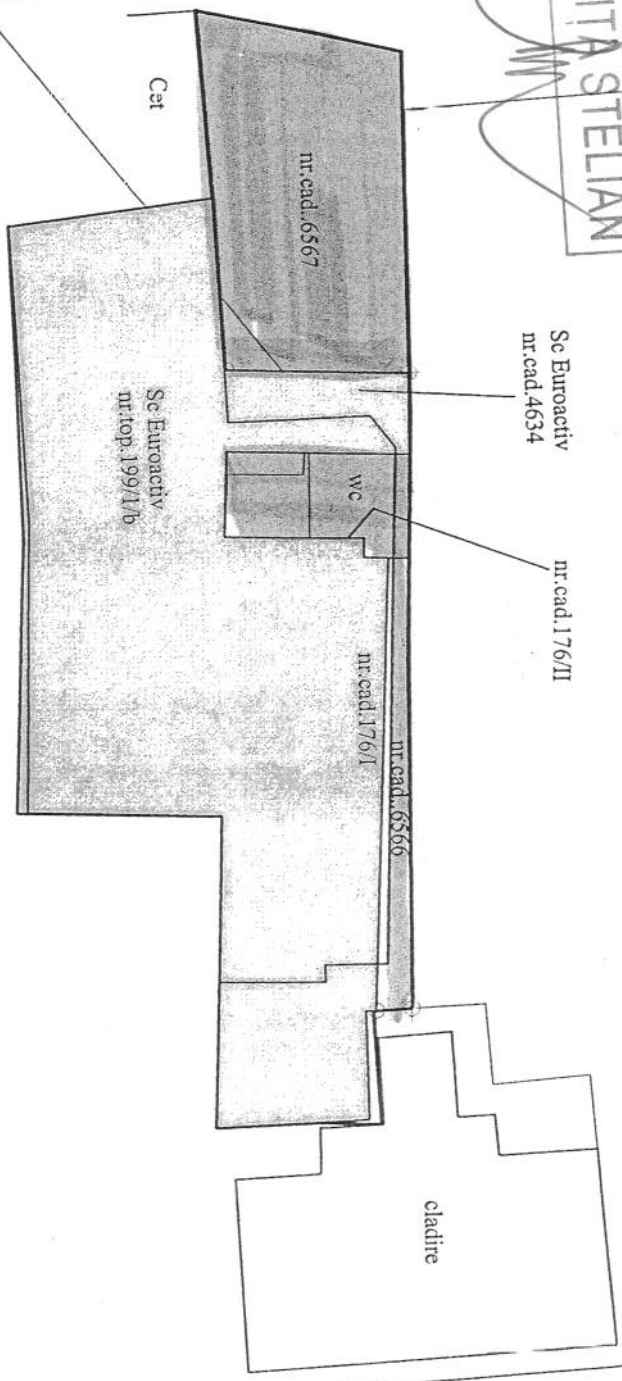 ITA STELIAN
Sc Euroactiv
nr.cad.4634
nr.cad.176/II
Cat
nr.cad..6567
wc
Sc Euroactiv
nr.top.199/1/b
nr.cad.176/I
nr.cad..6566
cladire